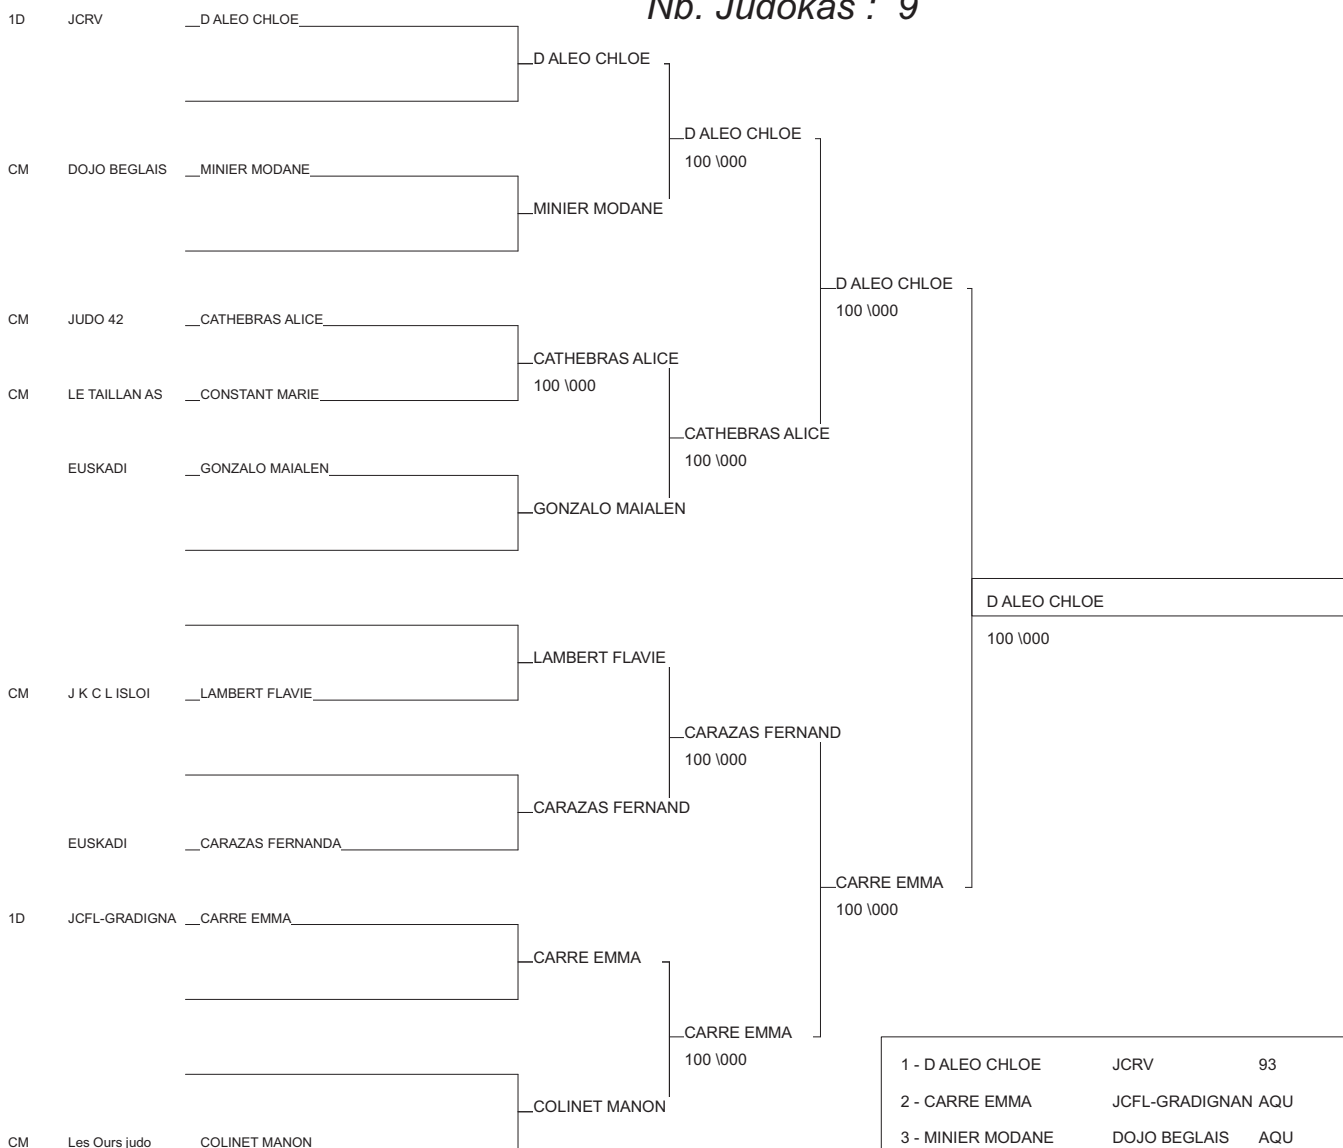 Nb. Judokas : 9
1D JCRV D ALEO CHLOE
D ALEO CHLOE
D ALEO CHLOE
100 \000
CM DOJO BEGLAIS MINIER MODANE
MINIER MODANE
D ALEO CHLOE
100 \000
CM JUDO 42 CATHEBRAS ALICE
CATHEBRAS ALICE
100 \000
CM LE TAILLAN AS CONSTANT MARIE
CATHEBRAS ALICE
100 \000
EUSKADI GONZALO MAIALEN
GONZALO MAIALEN
D ALEO CHLOE
100 \000
LAMBERT FLAVIE
CM J K C L ISLOI LAMBERT FLAVIE
CARAZAS FERNAND
100 \000
CARAZAS FERNAND
EUSKADI CARAZAS FERNANDA
CARRE EMMA
100 \000
1D JCFL-GRADIGNA CARRE EMMA
CARRE EMMA
CARRE EMMA
100 \000
COLINET MANON
CM Les Ours judo COLINET MANON
1 - D ALEO CHLOE JCRV 93
2 - CARRE EMMA JCFL-GRADIGNAN AQU
3 - MINIER MODANE DOJO BEGLAIS AQU